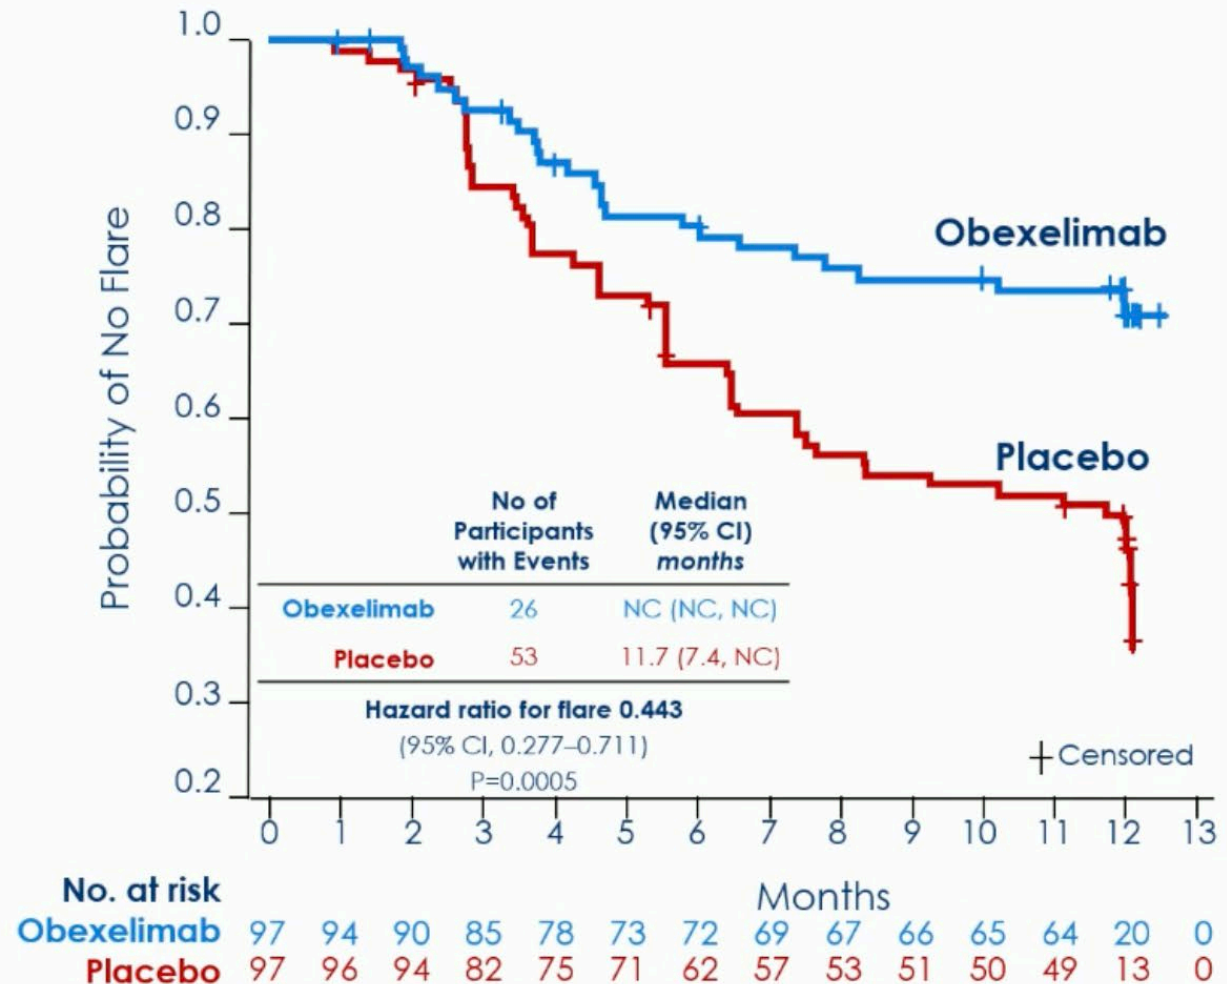 1.0
0.9
0.8
0.7
0.6
0.5
0.4
0.3
0.2
Probability of No Flare
Obexelimab
Placebo
No of Participants with Events
Median (95% CI) months
Obexelimab 26 NC (NC, NC)
Placebo 53 11.7 (7.4, NC)
Hazard ratio for flare 0.443
(95% CI, 0.277–0.711)
P=0.0005
Censored
0 1 2 3 4 5 6 7 8 9 10 11 12 13
Months
No. at risk
Obexelimab 97 94 90 85 78 73 72 69 67 66 65 64 20 0
Placebo 97 96 94 82 75 71 62 57 53 51 50 49 13 0